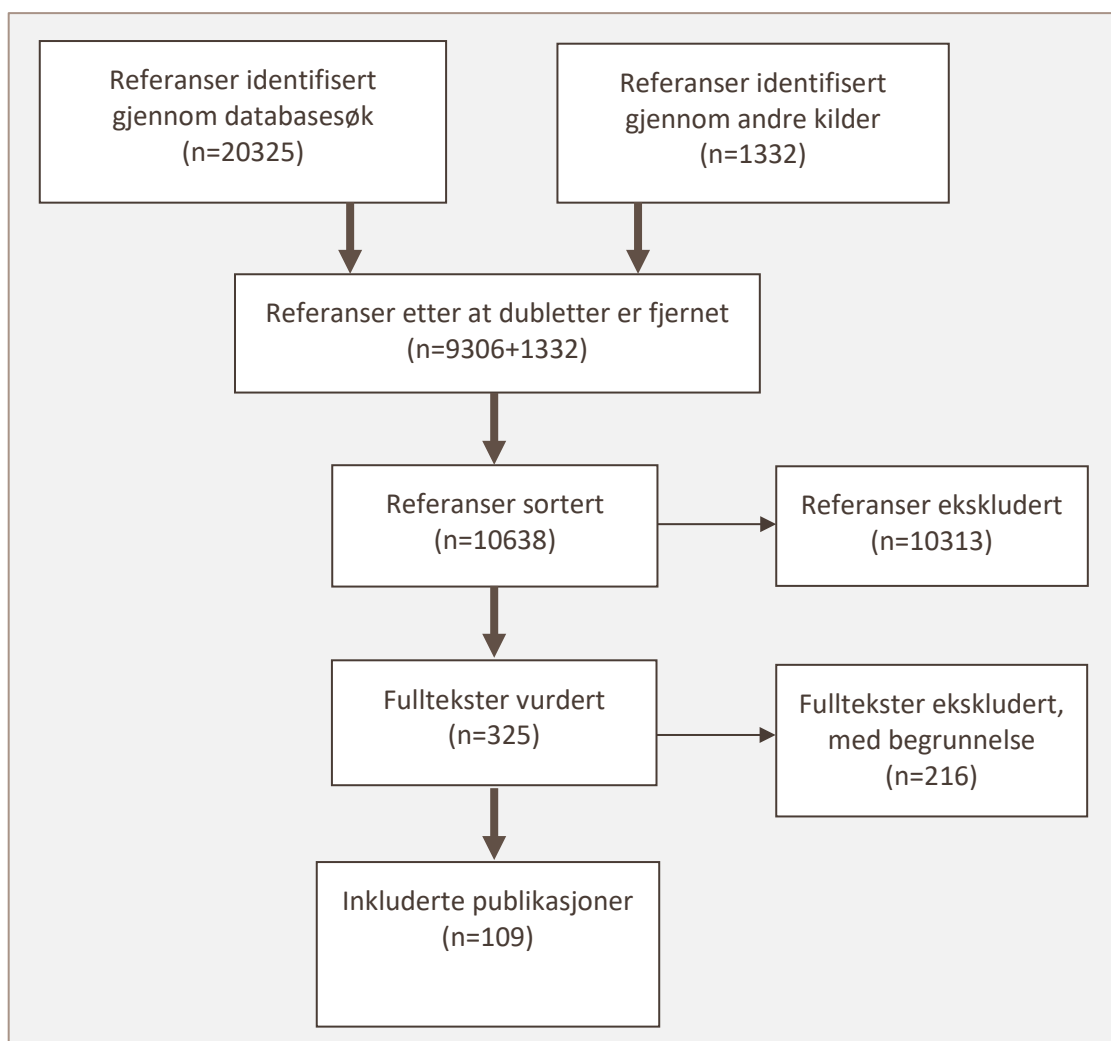 Referanser identifisert
gjennom databasesøk
(n=20325)
Referanser identifisert
gjennom andre kilder
(n=1332)
Referanser etter at dubletter er fjernet
(n=9306+1332)
Referanser sortert
(n=10638)
Referanser ekskludert
(n=10313)
Fulltekster vurdert
(n=325)
Fulltekster ekskludert,
med begrunnelse
(n=216)
Inkluderte publikasjoner
(n=109)